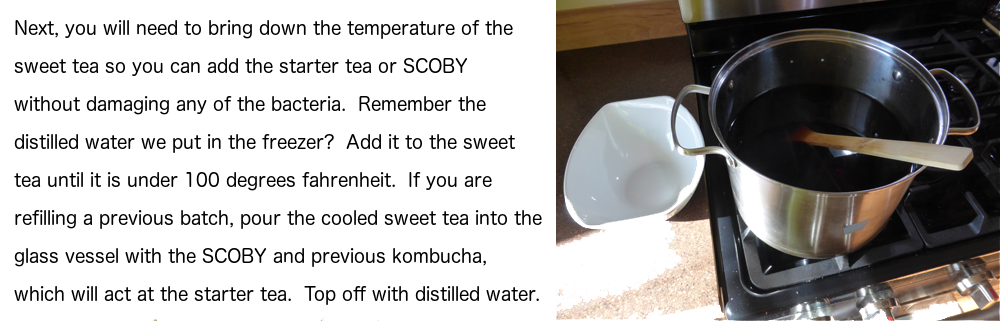 Next, you will need to bring down the temperature of the
sweet tea so you can add the starter tea or SCOBY
without damaging any of the bacteria.  Remember the
distilled water we put in the freezer?  Add it to the sweet
tea until it is under 100 degrees fahrenheit.  If you are
refilling a previous batch, pour the cooled sweet tea into the
glass vessel with the SCOBY and previous kombucha,
which will act at the starter tea.  Top off with distilled water.